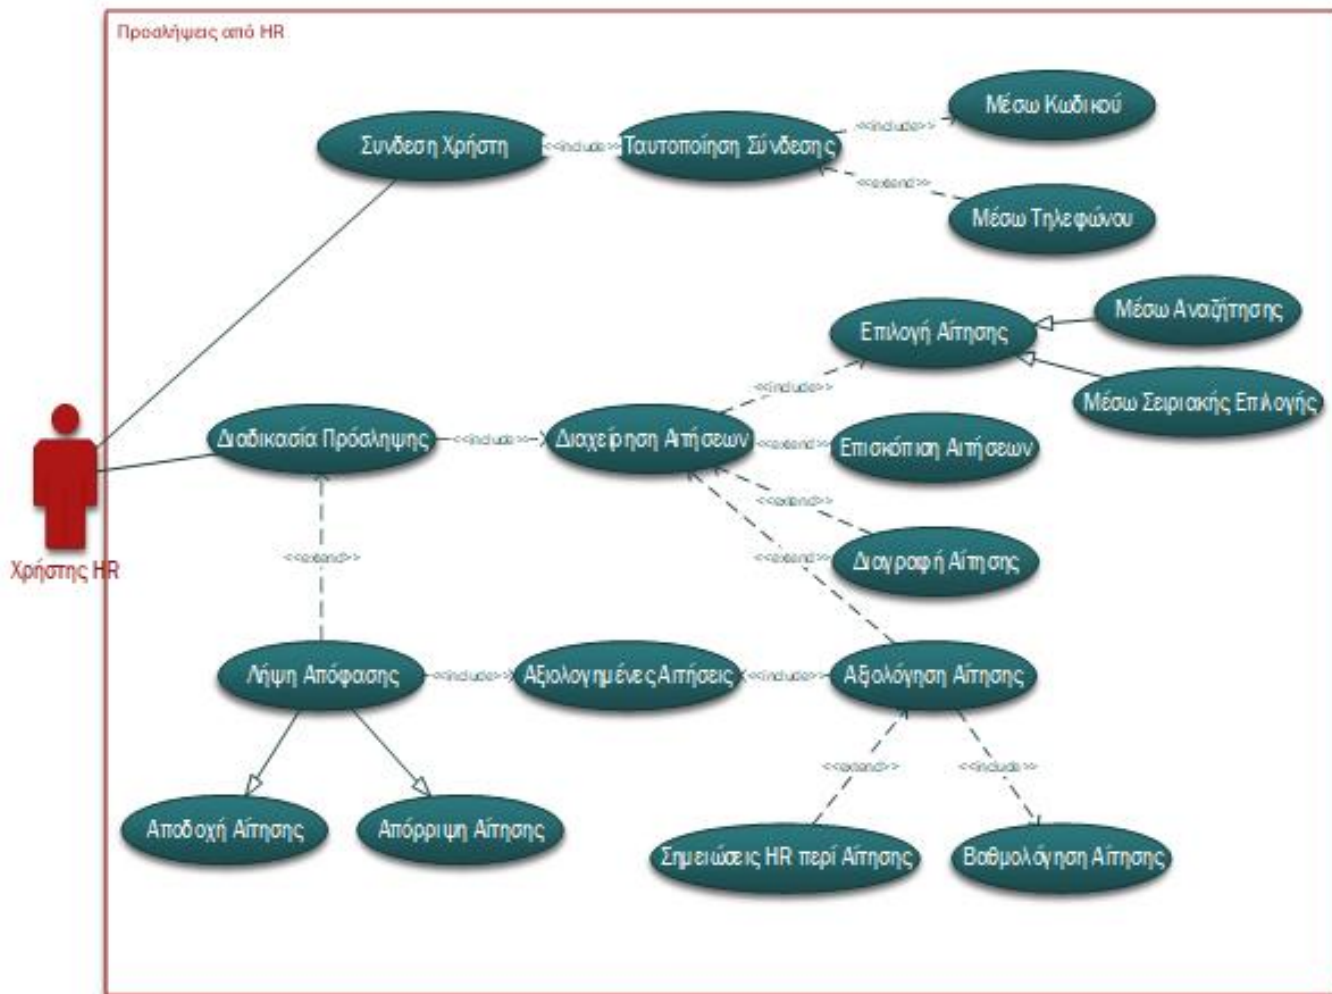 Προσλήψεις από HR
Μέσω Κωδικού
Συνδεση Χρήστη
<<include>>
Ταυτοποίηση Σύνδεσης
<<include>>
<<extend>>
Μέσω Τηλεφώνου
Μέσω Αναζήτησης
Επιλογή Αίτησης
<<include>>
Μέσω Σειριακής Επιλογής
Διαδικασία Πρόσληψης
<<include>>
Διαχείρηση Αιτήσεων
<<extend>>
Επισκόπιση Αιτήσεων
<<extend>>
<<extend>>
<<extend>>
Διαγραφή Αίτησης
Χρήστης HR
Λήψη Απόφασης
<<include>>
Αξιολογημένες Αιτήσεις
<<include>>
Αξιολόγηση Αίτησης
<<extend>>
<<include>>
Αποδοχή Αίτησης
Απόρριψη Αίτησης
Σημειώσεις HR περί Αίτησης
Βαθμολόγηση Αίτησης